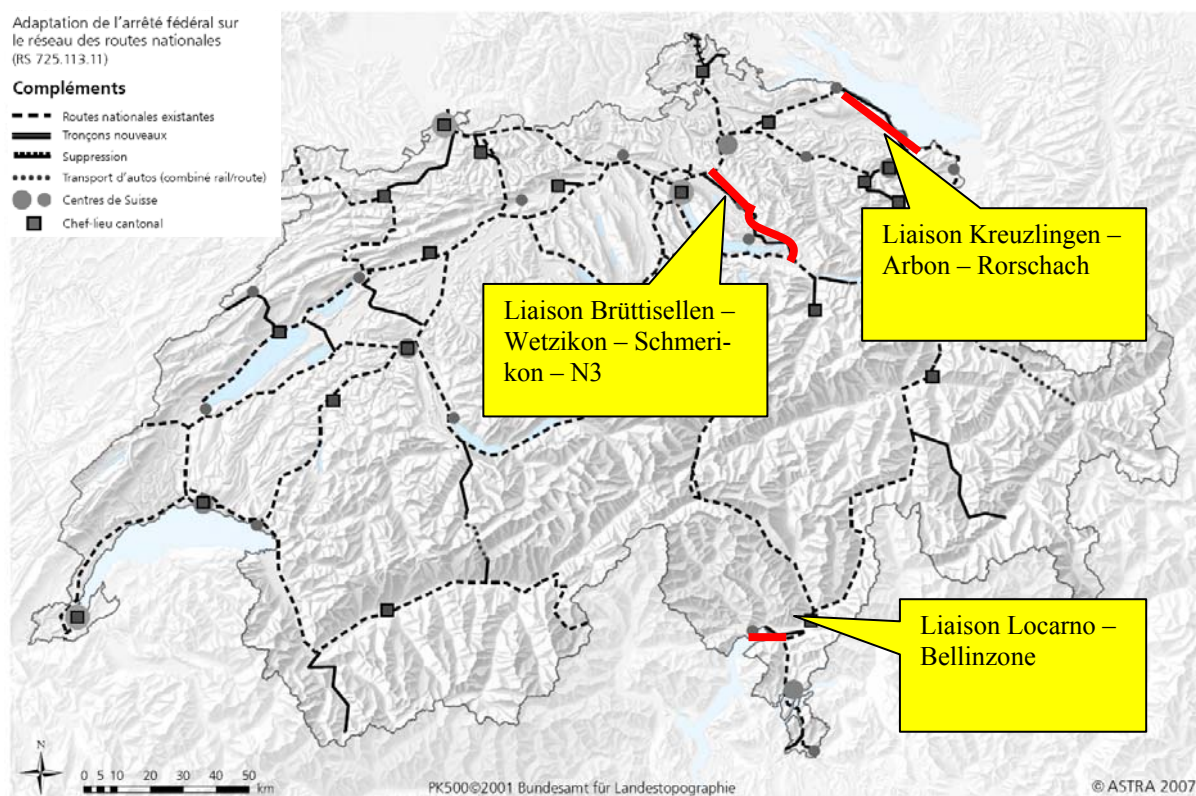 Adaptation de l'arrêté fédéral sur
le réseau des routes nationales
(RS 725.113.11)
Compléments
Routes nationales existantes
Tronçons nouveaux
Suppression
Transport d'autos (combiné rail/route)
Centres de Suisse
Chef-lieu cantonal
Liaison Kreuzlingen –
Arbon – Rorschach
Liaison Brüttisellen –
Wetzikon – Schmeri-
kon – N3
Liaison Locarno –
Bellinzone
N
0 5 10 20 30 40 50
km
PK500©2001 Bundesamt für Landestopographie
© ASTRA 2007